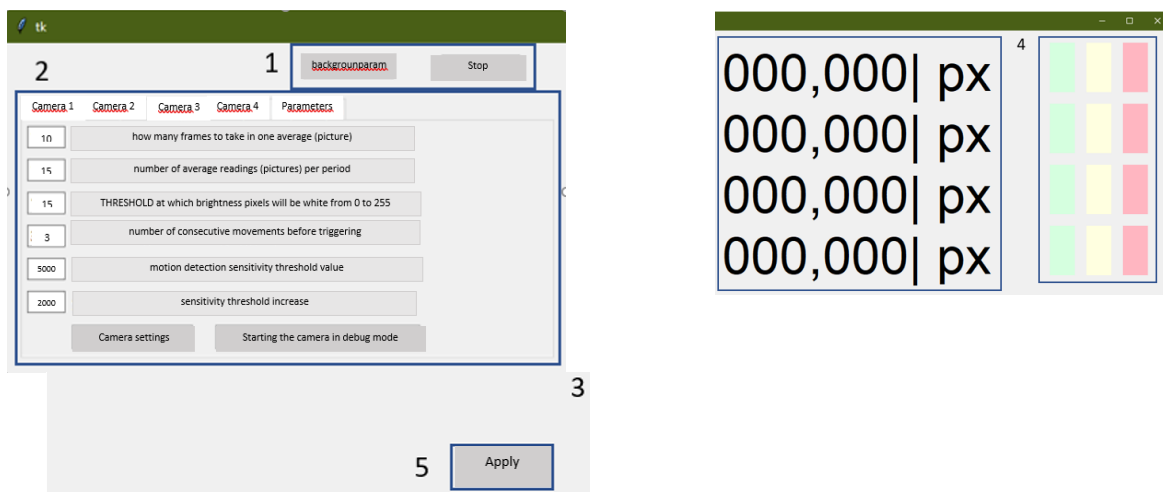 tk
1
backgrounparam
Stop
2
Camera 1 Camera 2 Camera 3 Camera 4 Parameters
10 how many frames to take in one average (picture)
15 number of average readings (pictures) per period
15 THRESHOLD at which brightness pixels will be white from 0 to 255
3 number of consecutive movements before triggering
5000 motion detection sensitivity threshold value
2000 sensitivity threshold increase
Camera settings Starting the camera in debug mode
3
5
Apply
4
000,000| px
000,000| px
000,000| px
000,000| px